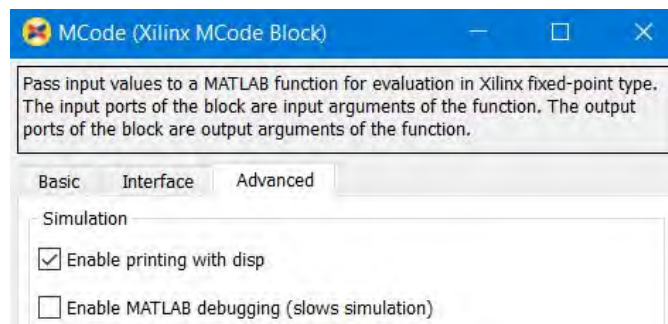 MCode (Xilinx MCode Block)
Pass input values to a MATLAB function for evaluation in Xilinx fixed-point type.
The input ports of the block are input arguments of the function. The output
ports of the block are output arguments of the function.
Basic Interface Advanced
Simulation
Enable printing with disp
Enable MATLAB debugging (slows simulation)